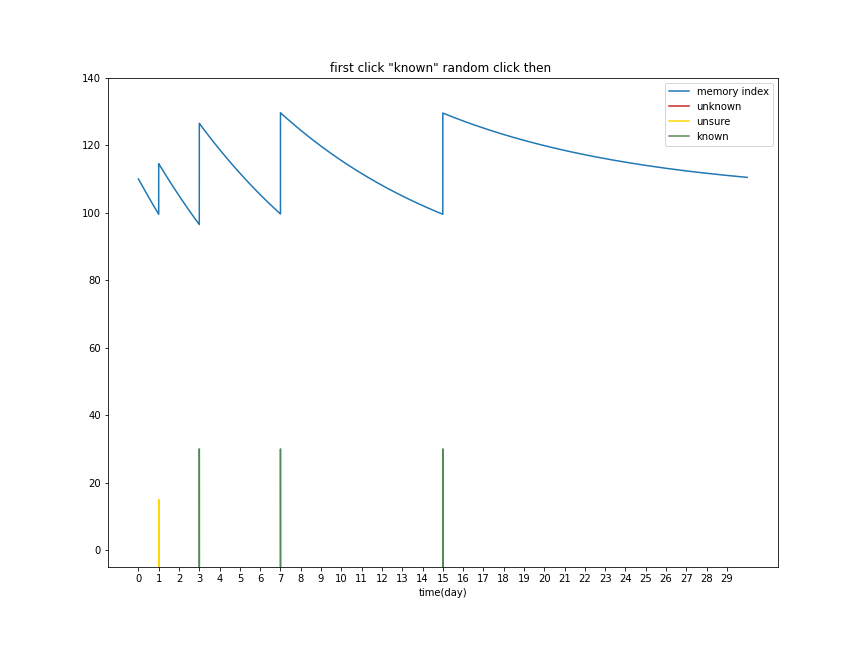 first click "known" random click then
140
120
100
80
60
40
20
0
memory index
unknown
unsure
known
0 1 2 3 4 5 6 7 8 9 10 11 12 13 14 15 16 17 18 19 20 21 22 23 24 25 26 27 28 29
time(day)